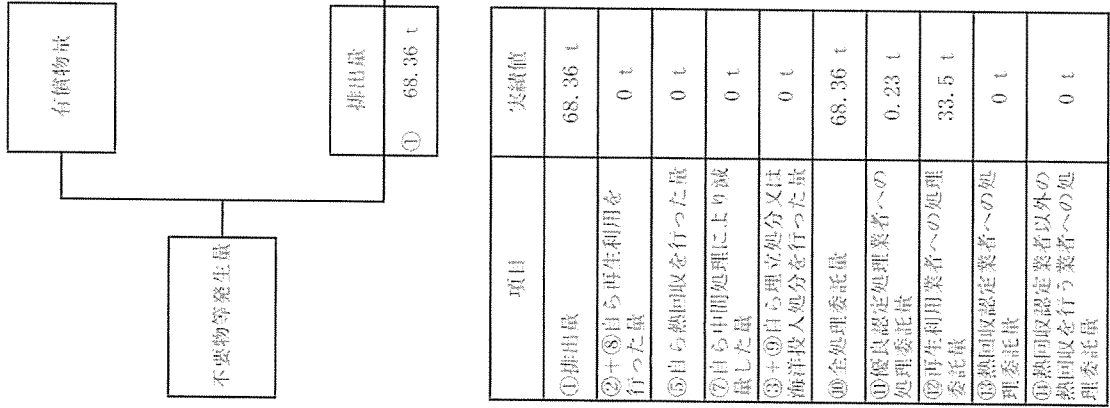 有償物量
不要物等発生量
排出量
① 68.36 t
項目 実績値
①排出量 68.36 t
②+⑧自ら再生利用を
行った量 0 t
⑤自ら熱回収を行った量 0 t
⑦自ら中間処理により減
量した量 0 t
③+⑨自ら埋立処分又は
海洋投入処分を行った量 0 t
⑩全処理委託量 68.36 t
⑪優良認定処理業者への
処理委託量 0.23 t
⑫再生利用業者への処理
委託量 33.5 t
⑬熱回収認定業者への処
理委託量 0 t
⑭熱回収認定業者以外の
熱回収を行う業者への処
理委託量 0 t